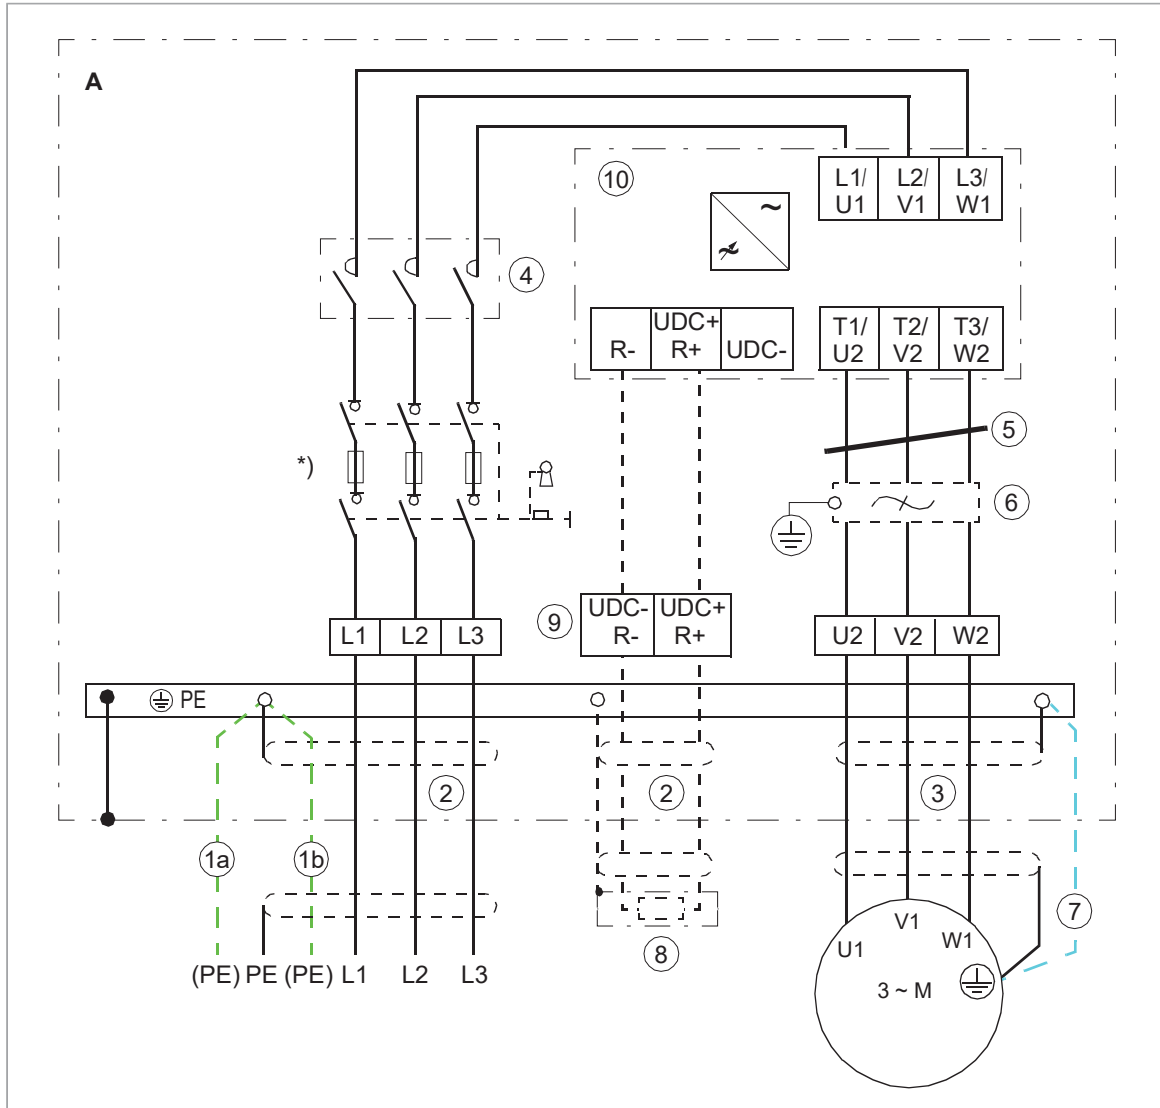 A
10
L1/ L2/ L3/
U1 V1 W1
4
UDC+
R- R+ UDC-
T1/ T2/ T3/
U2 V2 W2
5
*)
6
9
UDC- UDC+
R- R+
L1 L2 L3
U2 V2 W2
PE
2
2
3
1a
1b
7
8
(PE) PE (PE) L1 L2 L3
V1
U1 W1
3 ~ M